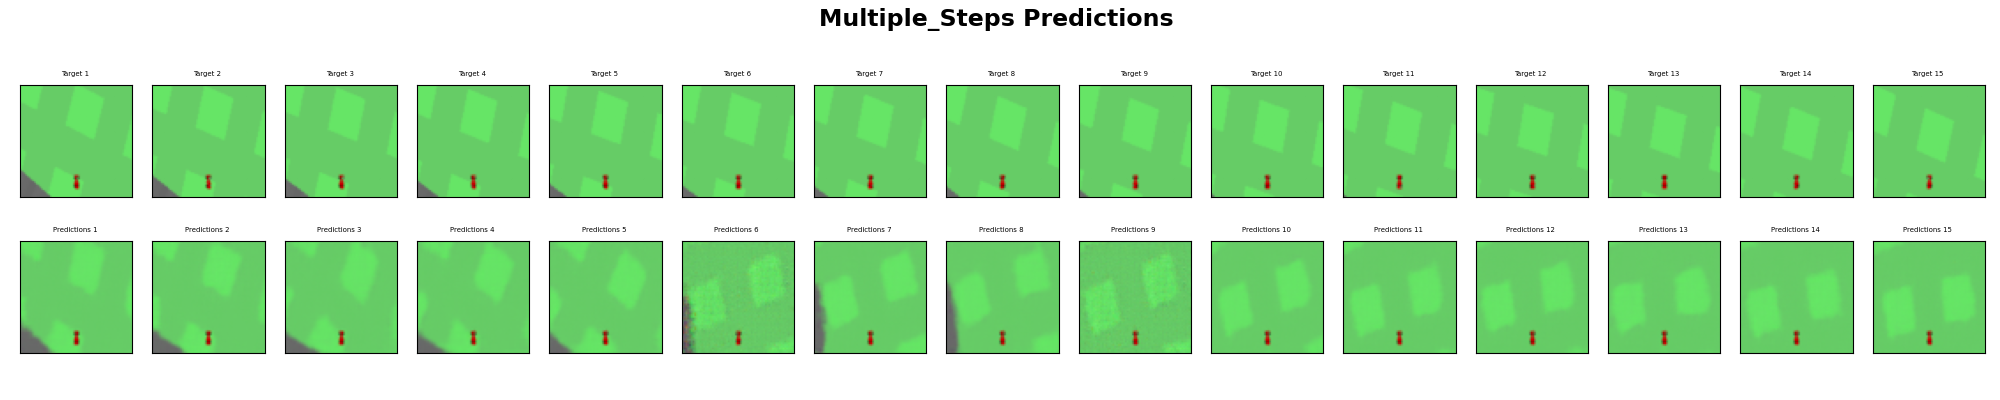 Multiple_Steps Predictions
Target 1 Target 2 Target 3 Target 4 Target 5 Target 6 Target 7 Target 8 Target 9 Target 10 Target 11 Target 12 Target 13 Target 14 Target 15
Predictions 1 Predictions 2 Predictions 3 Predictions 4 Predictions 5 Predictions 6 Predictions 7 Predictions 8 Predictions 9 Predictions 10 Predictions 11 Predictions 12 Predictions 13 Predictions 14 Predictions 15